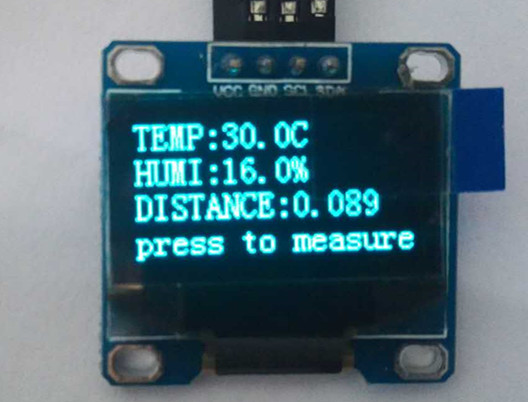 VCC GND SCL SDA
TEMP:30.0C
HUMI:16.0%
DISTANCE:0.089
press to measure